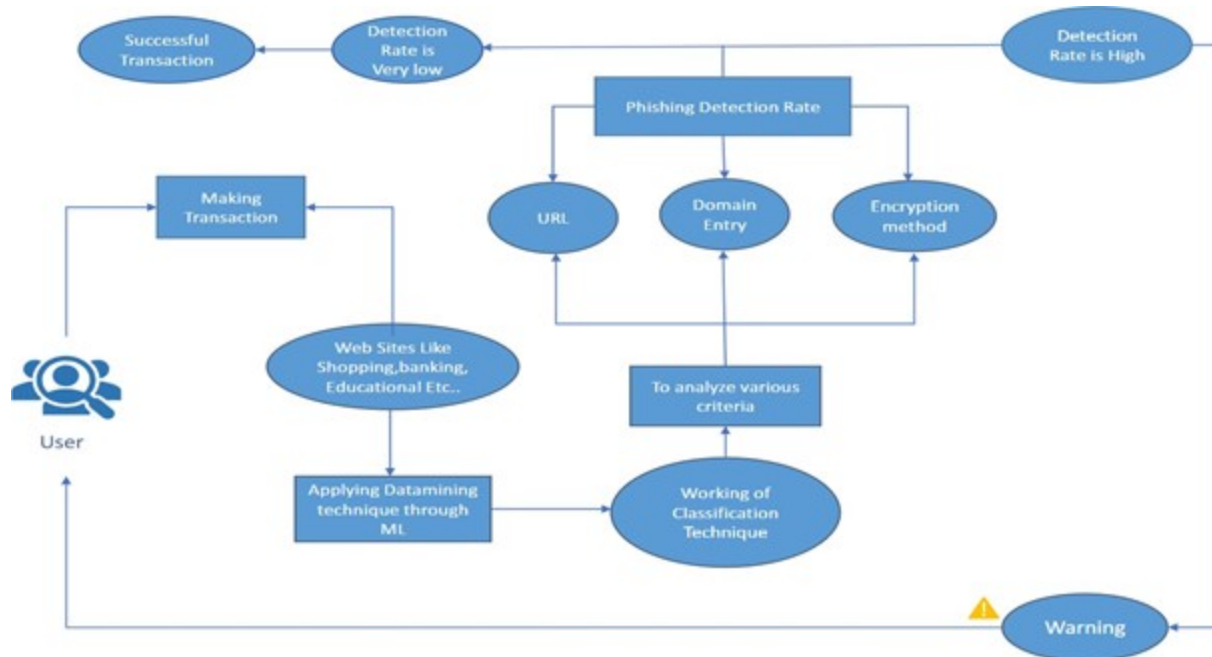 Successful
Transaction
Detection
Rate is
Very low
Detection
Rate is High
Phishing Detection Rate
Making
Transaction
URL
Domain
Entry
Encryption
method
Web Sites Like
Shopping,banking,
Educational Etc..
To analyze various
criteria
User
Applying Datamining
technique through
ML
Working of
Classification
Technique
Warning